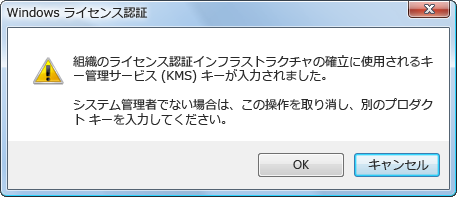 Windows ライセンス認証
組織のライセンス認証インフラストラクチャの確立に使用されるキ
ー管理サービス (KMS) キーが入力されました。
システム管理者でない場合は、この操作を取り消し、別のプロダク
ト キーを入力してください。
OK
キャンセル